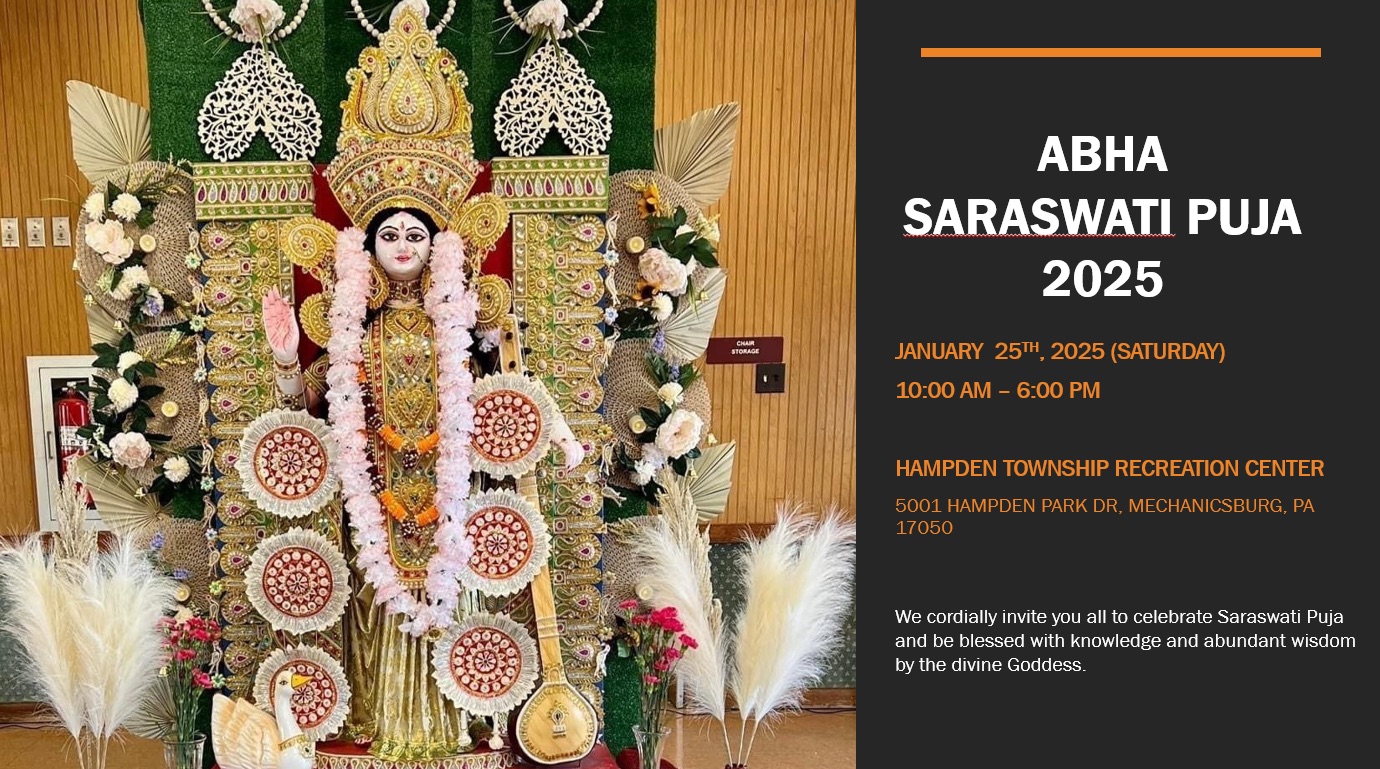 CHAIR
STORAGE
ABHA
SARASWATI PUJA
2025
JANUARY 25TH, 2025 (SATURDAY)
10:00 AM – 6:00 PM
HAMPDEN TOWNSHIP RECREATION CENTER
5001 HAMPDEN PARK DR, MECHANICSBURG, PA
17050
We cordially invite you all to celebrate Saraswati Puja
and be blessed with knowledge and abundant wisdom
by the divine Goddess.